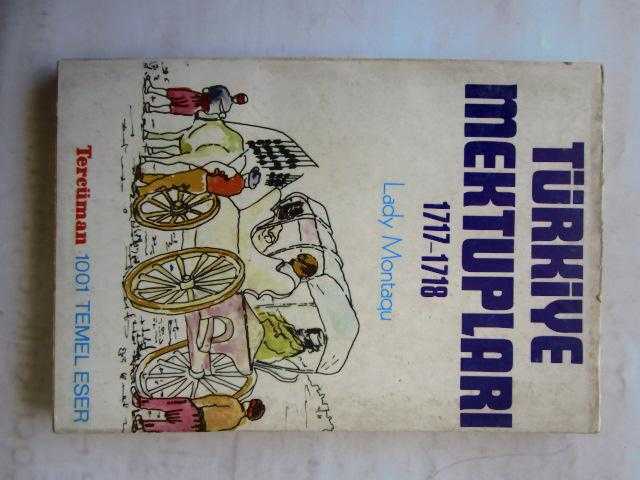 TÜRKİYE
MEKTUPLARI
1717-1718
Lady Montagu
Tercüman 1001 TEMEL ESER